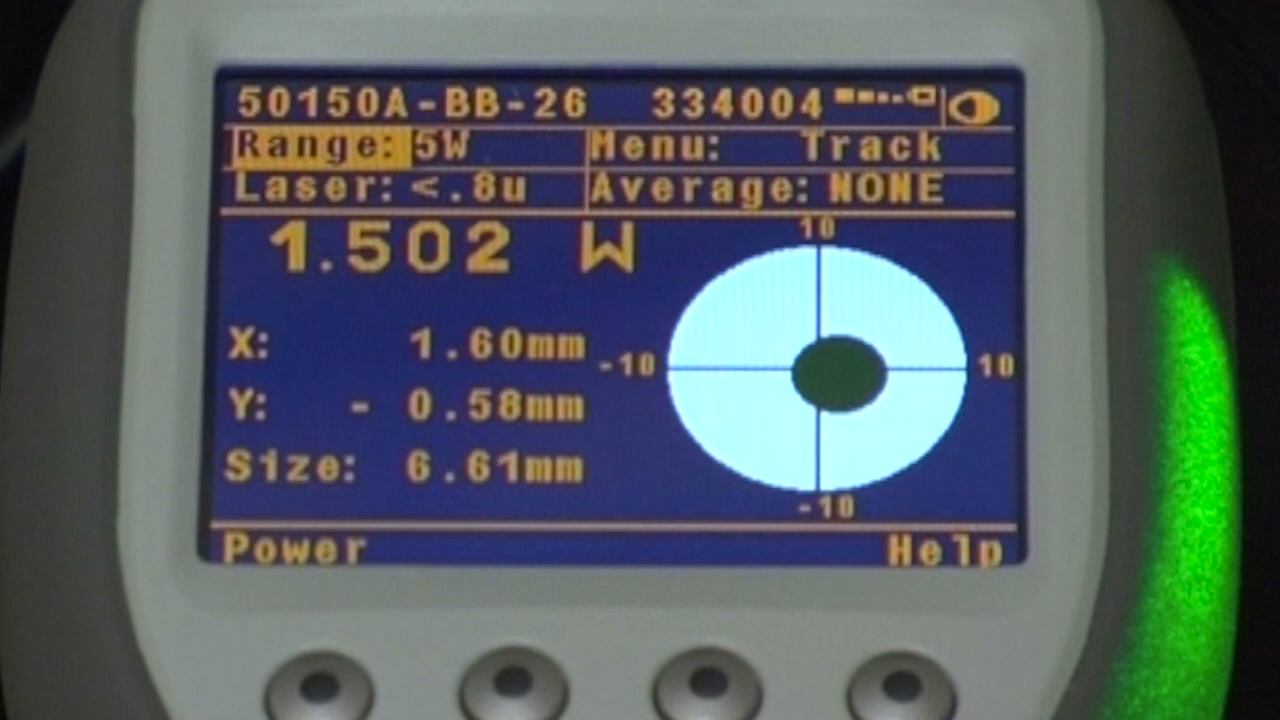 50150A-BB-26 334004
Range: 5W Menu: Track
Laser: <.8u Average: NONE
1.502 W
10
X: 1.60mm
-10 10
Y: - 0.58mm
Size: 6.61mm
-10
Power Help